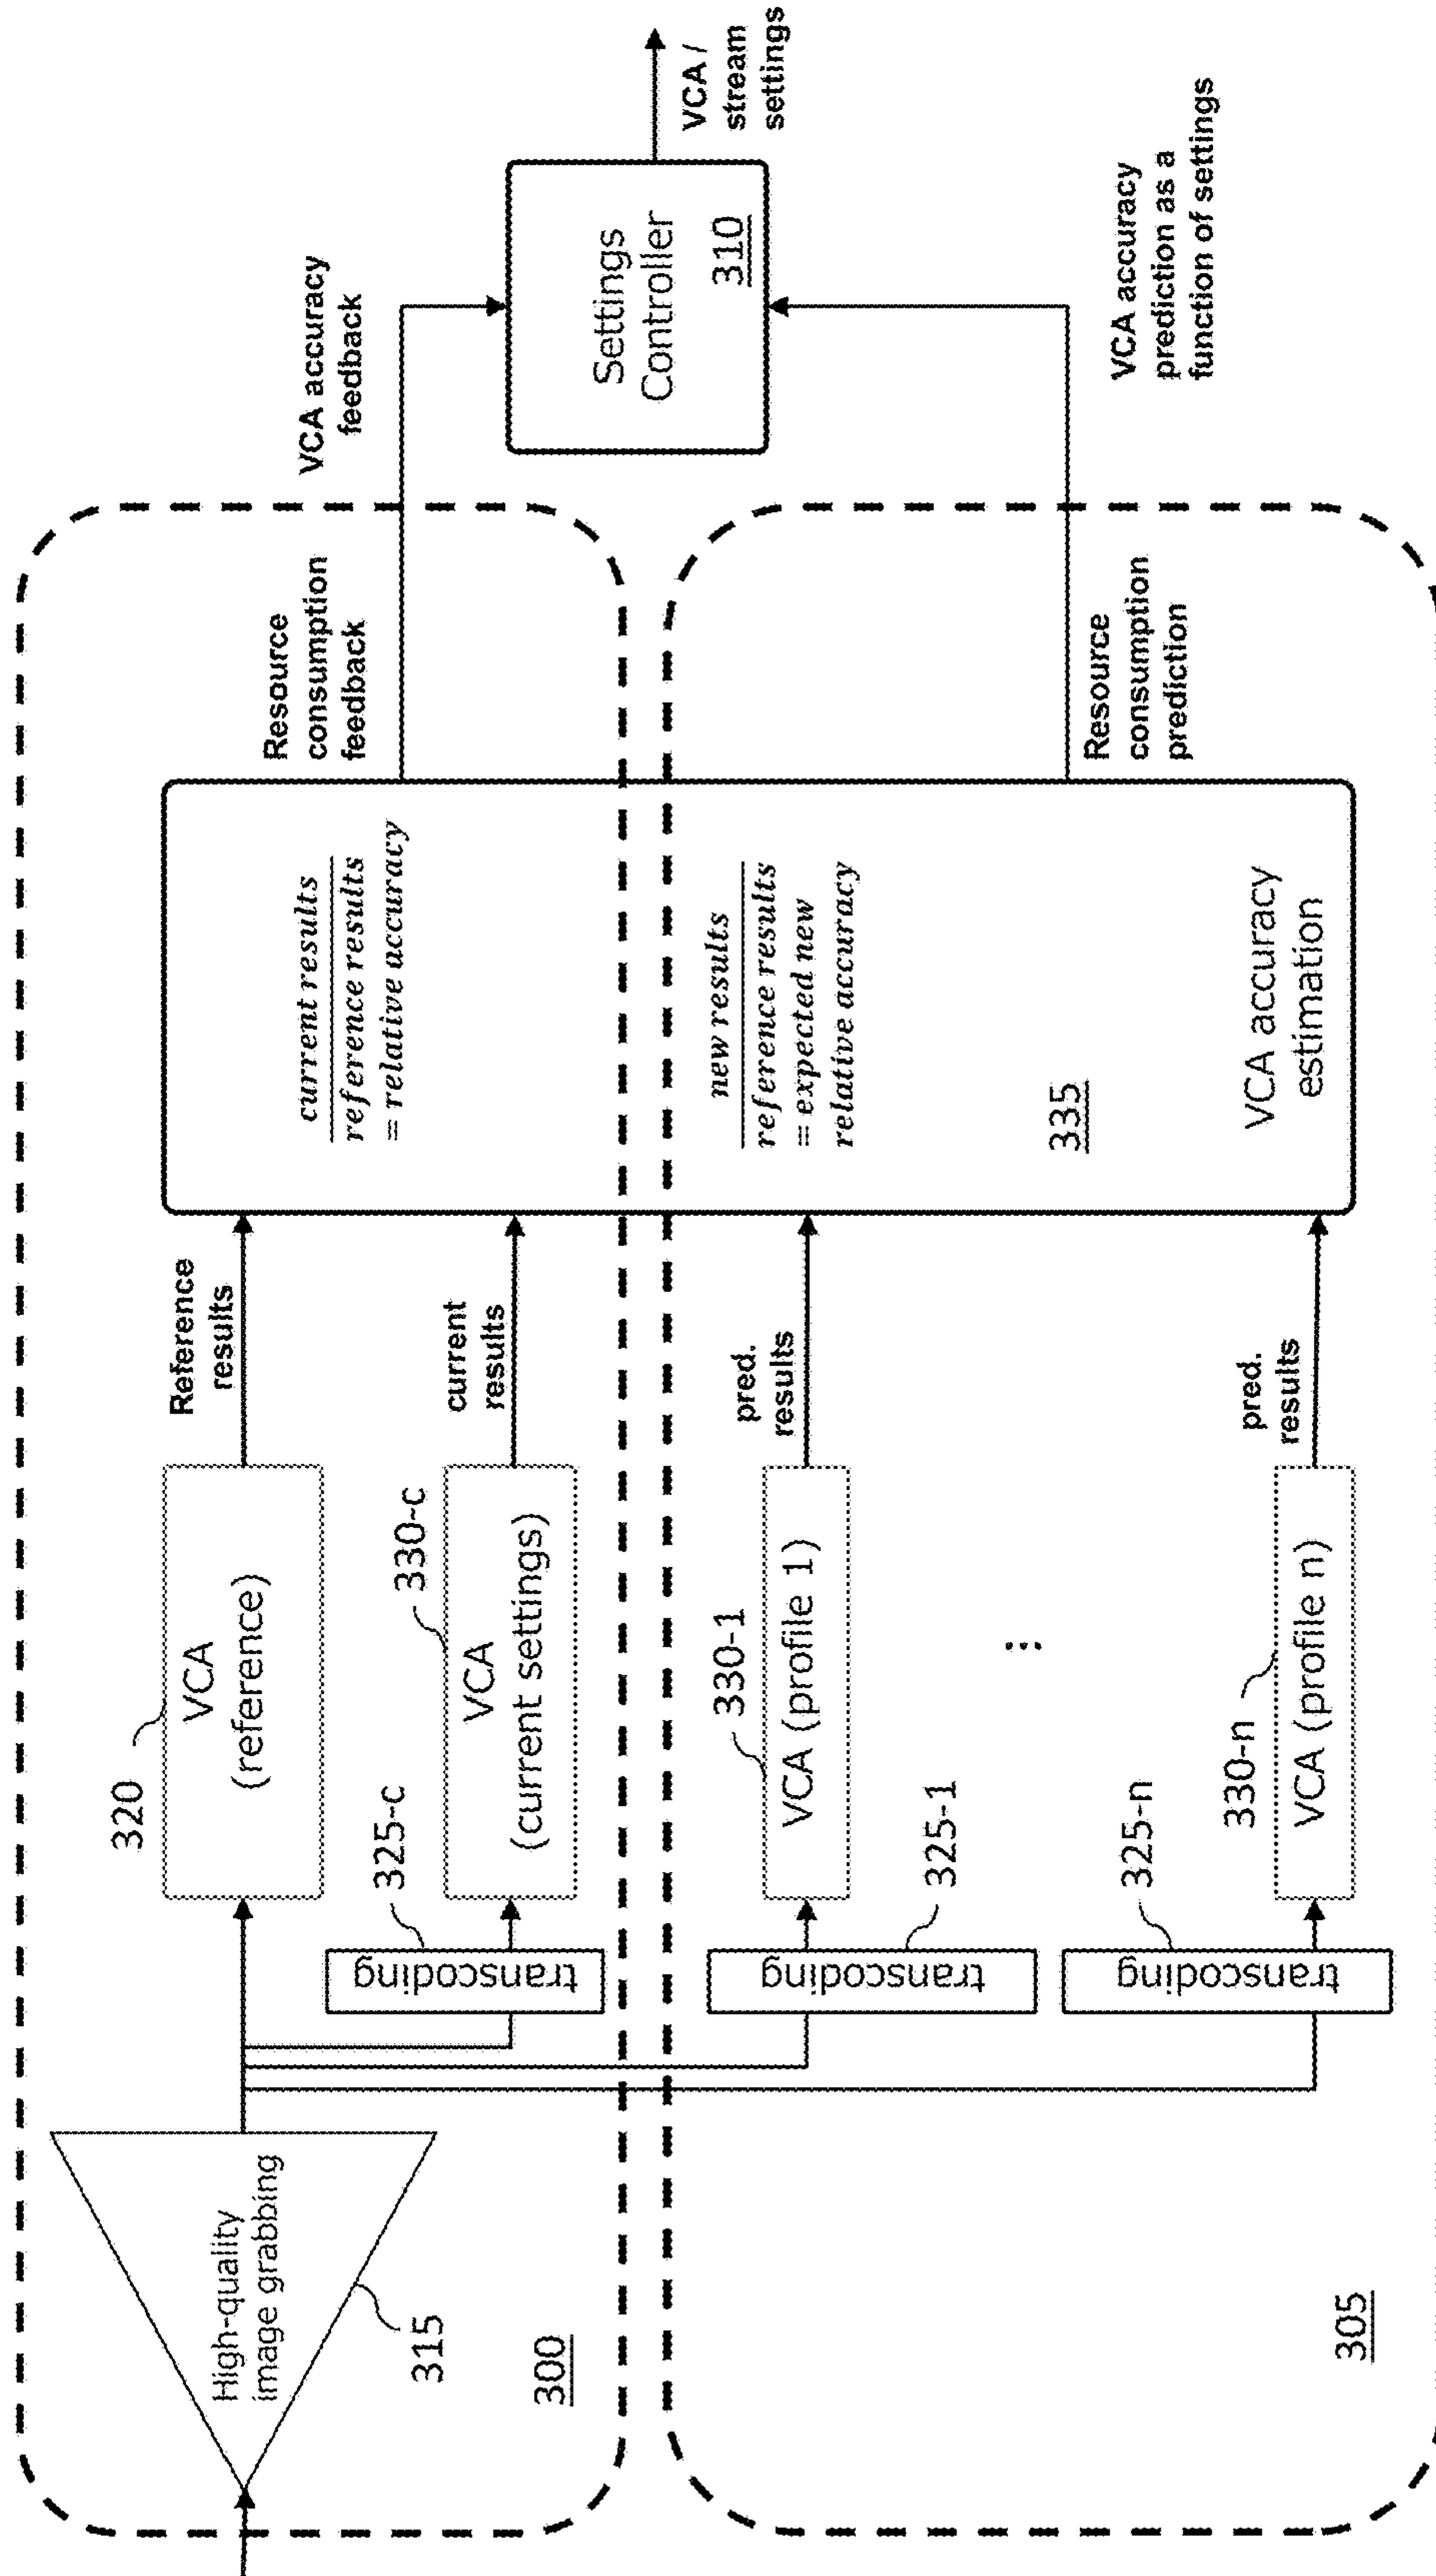 High-quality
image grabbing
315
300
320
VCA
(reference)
Reference
results
325-c
transcoding
330-c
VCA
(current settings)
current
results
current results
reference results
= relative accuracy
Resource
consumption
feedback
VCA accuracy
feedback
Settings
Controller
310
VCA /
stream
settings
305
transcoding
325-1
330-1
VCA (profile 1)
pred.
results
...
transcoding
325-n
330-n
VCA (profile n)
pred.
results
new results
reference results
= expected new
relative accuracy
335
VCA accuracy
estimation
Resource
consumption
prediction
VCA accuracy
prediction as a
function of settings